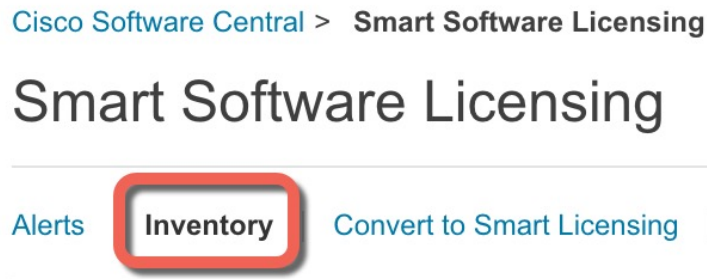 Cisco Software Central > Smart Software Licensing
Smart Software Licensing
Alerts Inventory Convert to Smart Licensing